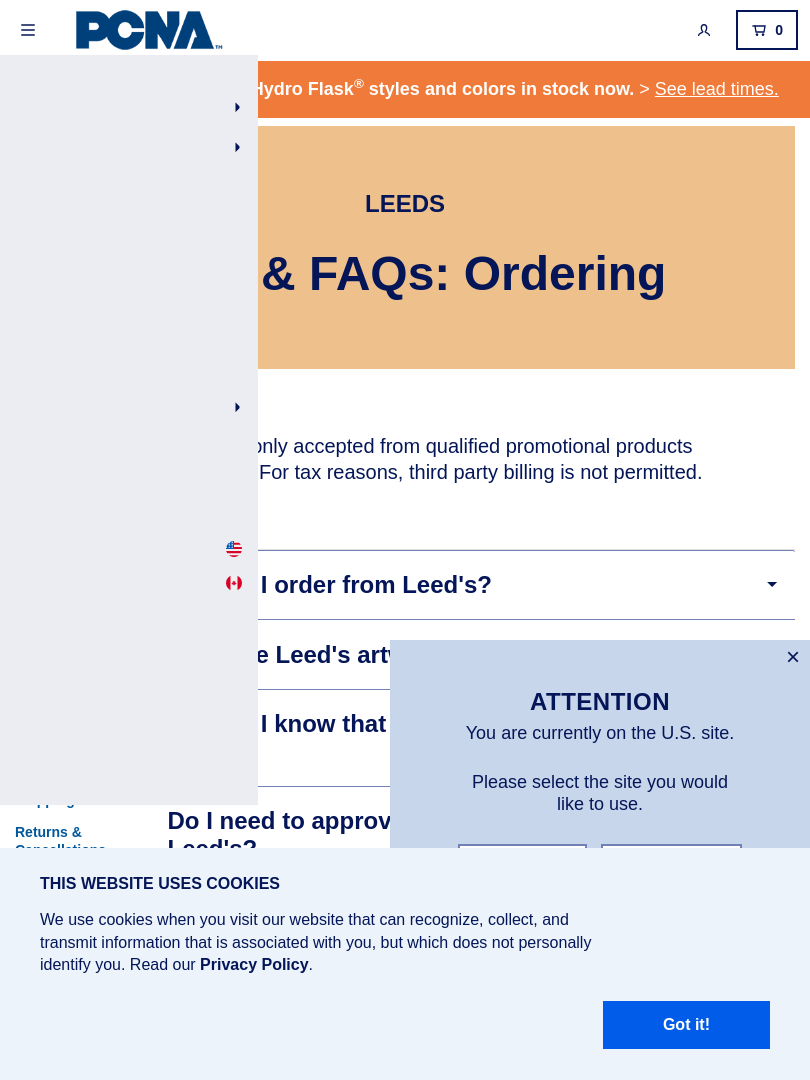 PCNA™
0
Hydro Flask® styles and colors in stock now. > See lead times.
LEEDS
& FAQs: Ordering
only accepted from qualified promotional products
For tax reasons, third party billing is not permitted.
I order from Leed's?
e Leed's
I know that
ATTENTION
You are currently on the U.S. site.
Please select the site you would
like to use.
Do I need to approv
Leed's?
Returns &
Cancellations
THIS WEBSITE USES COOKIES
We use cookies when you visit our website that can recognize, collect, and
transmit information that is associated with you, but which does not personally
identify you. Read our Privacy Policy.
Got it!